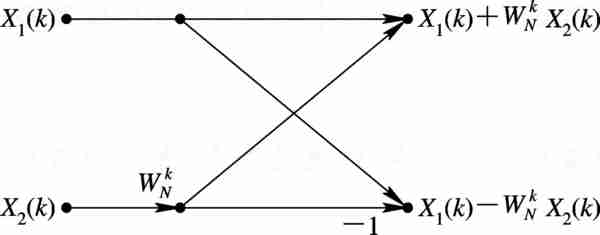 X₁(k) X₁(k)+W_N^k X₂(k)
W_N^k
X₂(k) X₁(k)−W_N^k X₂(k)
−1